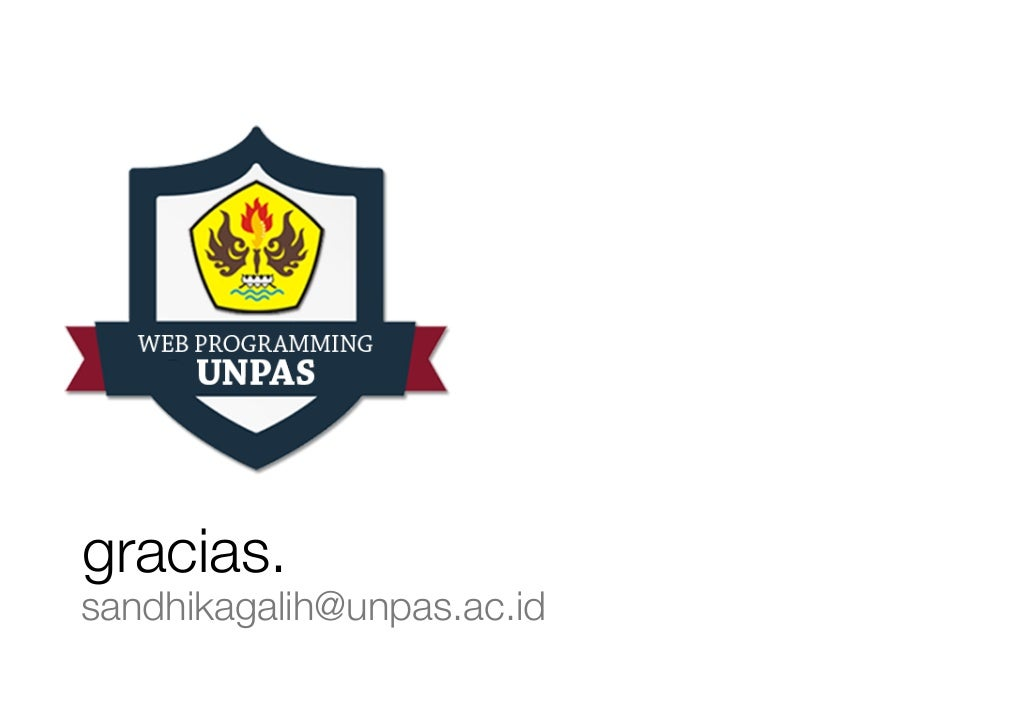 WEB PROGRAMMING
UNPAS
gracias.
sandhikagalih@unpas.ac.id